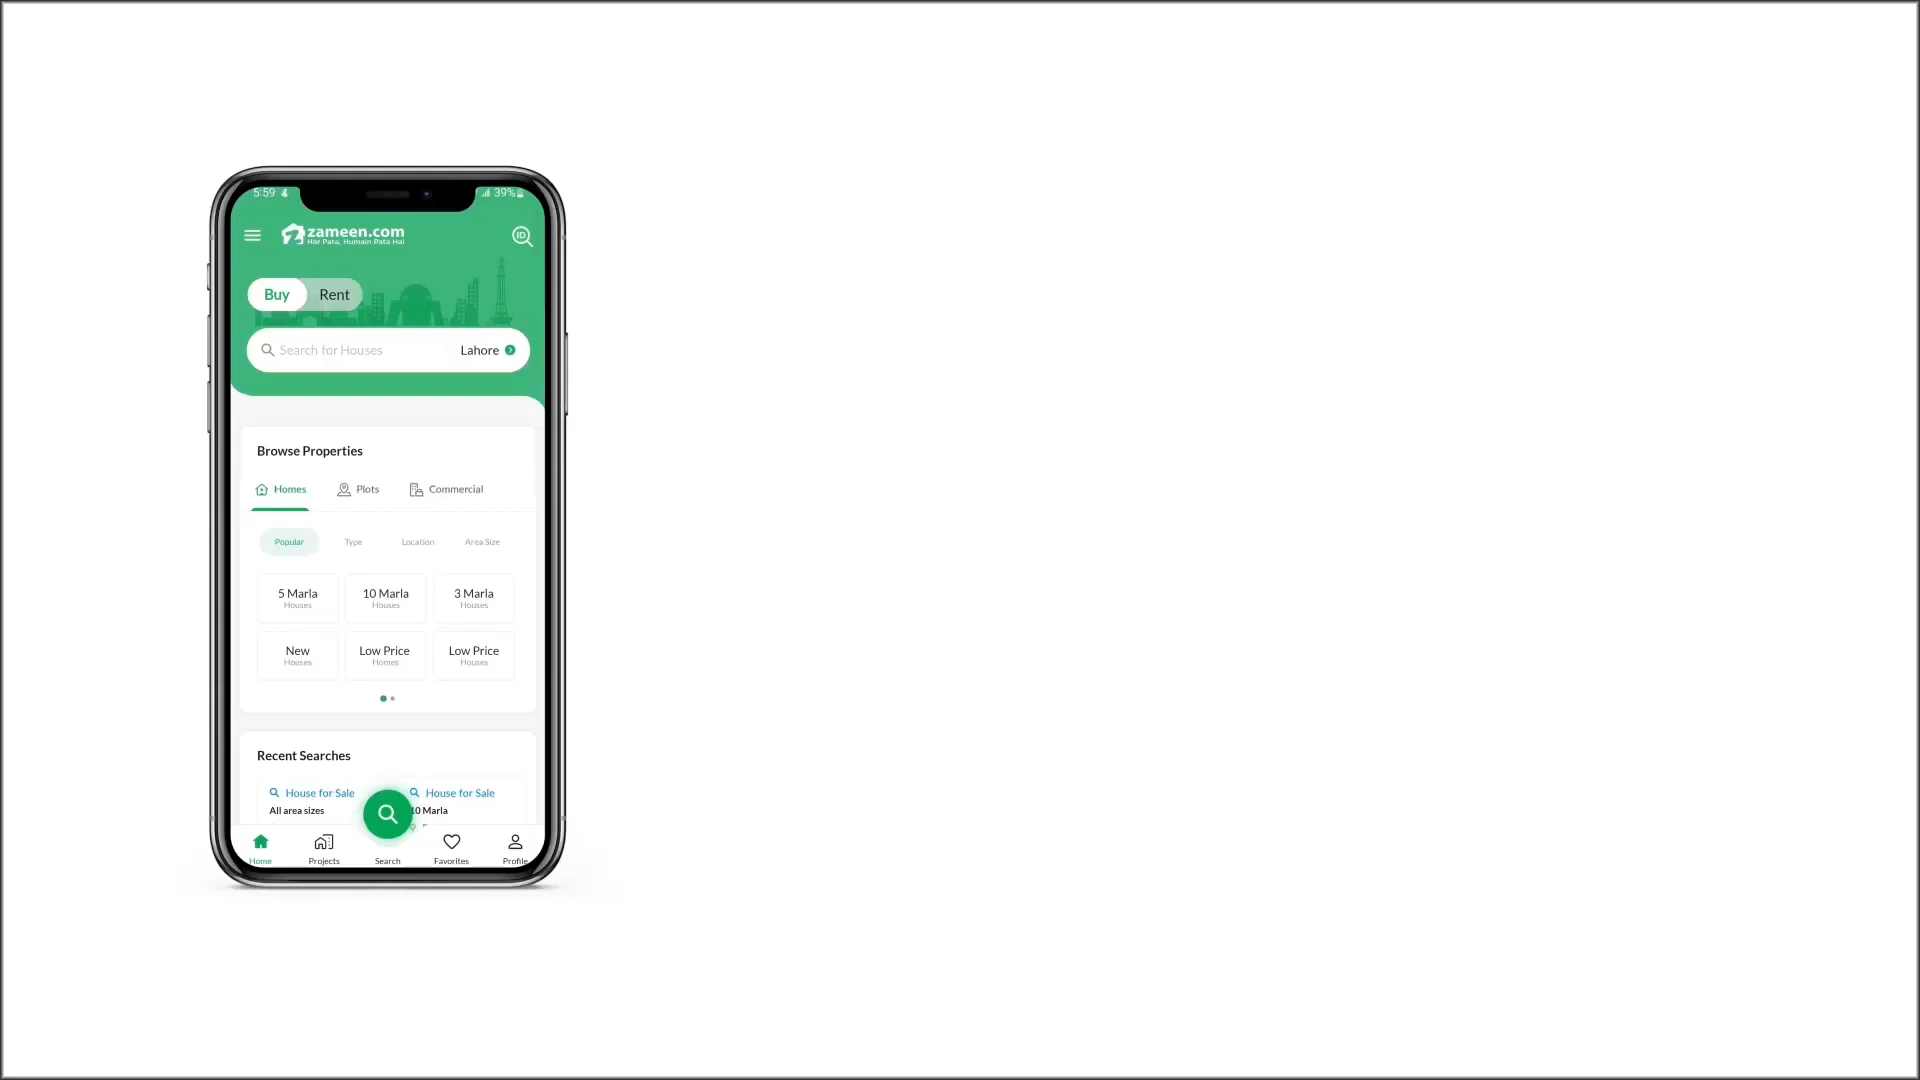 5:59 39%
zameen.com
Har Pata, Humain Pata Hai
ID
Buy Rent
Search for Houses Lahore
Browse Properties
Homes Plots Commercial
Popular Type Location Area Size
5 Marla 10 Marla 3 Marla
Houses Houses Houses
New Low Price Low Price
Houses Homes Houses
Recent Searches
House for Sale House for Sale
All area sizes 10 Marla
Home Projects Search Favorites Profile